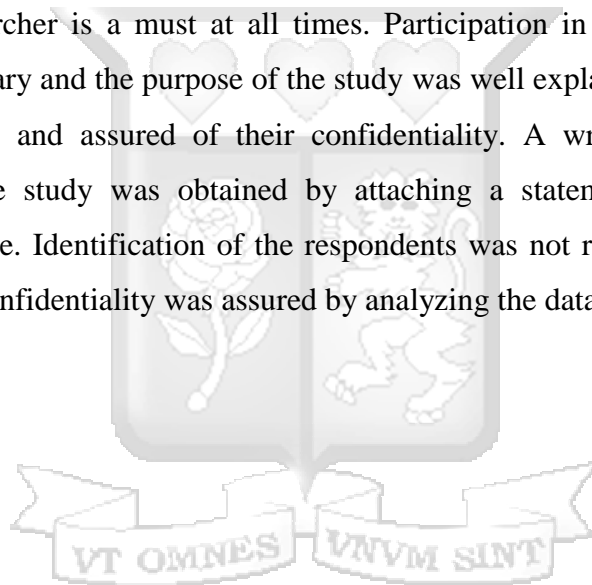 rcher is a must at all times. Participation in
ary and the purpose of the study was well expla
and assured of their confidentiality. A wr
e study was obtained by attaching a statem
e. Identification of the respondents was not r
onfidentiality was assured by analyzing the data
VT OMNES VNVM SINT